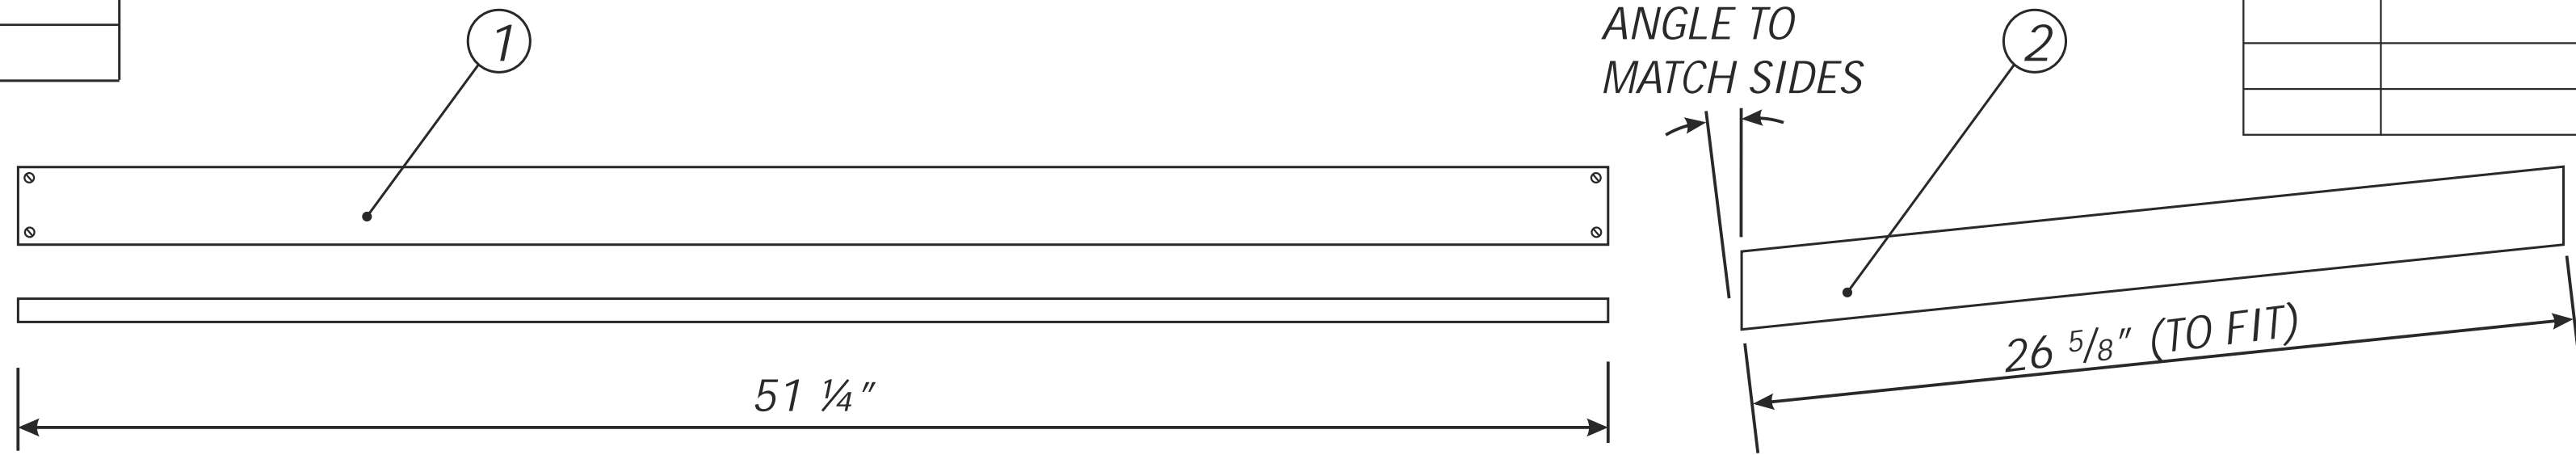 1
ANGLE TO
MATCH SIDES
2
51 ¼"
26 5/8" (TO FIT)